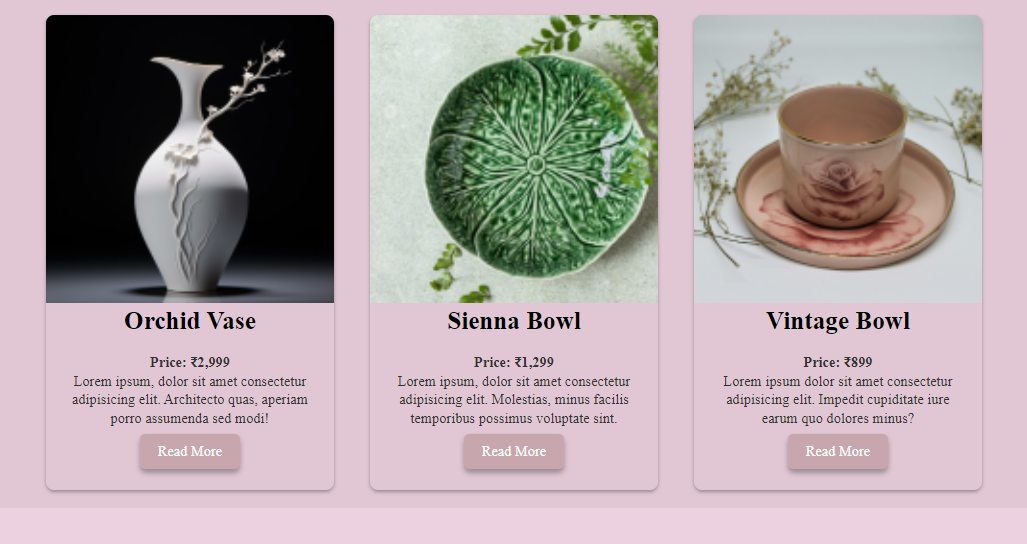 Orchid Vase
Price: ₹2,999
Lorem ipsum, dolor sit amet consectetur
adipisicing elit. Architecto quas, aperiam
porro assumenda sed modi!
Read More
Sienna Bowl
Price: ₹1,299
Lorem ipsum, dolor sit amet consectetur
adipisicing elit. Molestias, minus facilis
temporibus possimus voluptate sint.
Read More
Vintage Bowl
Price: ₹899
Lorem ipsum, dolor sit amet consectetur
adipisicing elit. Impedit cupiditate iure
earum quo dolores minus?
Read More